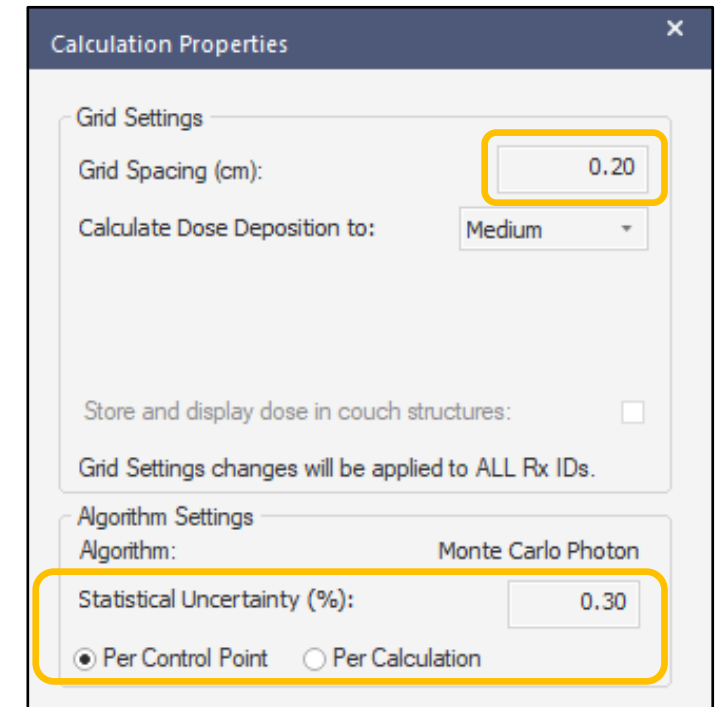 Calculation Properties
Grid Settings
Grid Spacing (cm): 0.20
Calculate Dose Deposition to: Medium
Store and display dose in couch structures:
Grid Settings changes will be applied to ALL Rx IDs.
Algorithm Settings
Algorithm: Monte Carlo Photon
Statistical Uncertainty (%): 0.30
Per Control Point Per Calculation